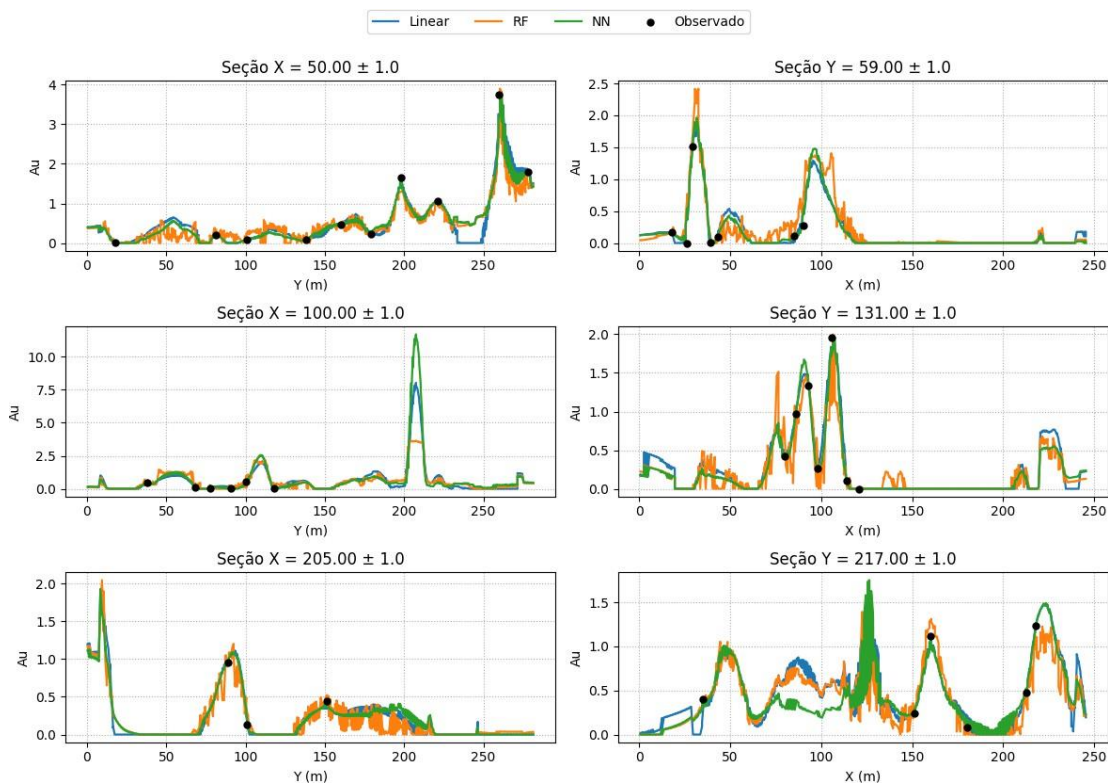 Linear RF NN Observado
Seção X = 50.00 ± 1.0
Au
4
3
2
1
0
0 50 100 150 200 250
Y (m)
Seção Y = 59.00 ± 1.0
Au
2.5
2.0
1.5
1.0
0.5
0.0
0 50 100 150 200 250
X (m)
Seção X = 100.00 ± 1.0
Au
10.0
7.5
5.0
2.5
0.0
0 50 100 150 200 250
Y (m)
Seção Y = 131.00 ± 1.0
Au
2.0
1.5
1.0
0.5
0.0
0 50 100 150 200 250
X (m)
Seção X = 205.00 ± 1.0
Au
2.0
1.5
1.0
0.5
0.0
0 50 100 150 200 250
Y (m)
Seção Y = 217.00 ± 1.0
Au
1.5
1.0
0.5
0.0
0 50 100 150 200 250
X (m)